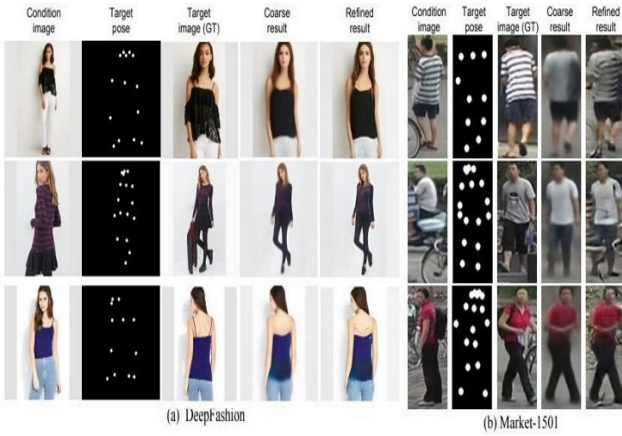 Condition image
Target pose
Target image (GT)
Coarse result
Refined result
Condition image
Target pose
Target image (GT)
Coarse result
Refined result
(a) DeepFashion
(b) Market-1501